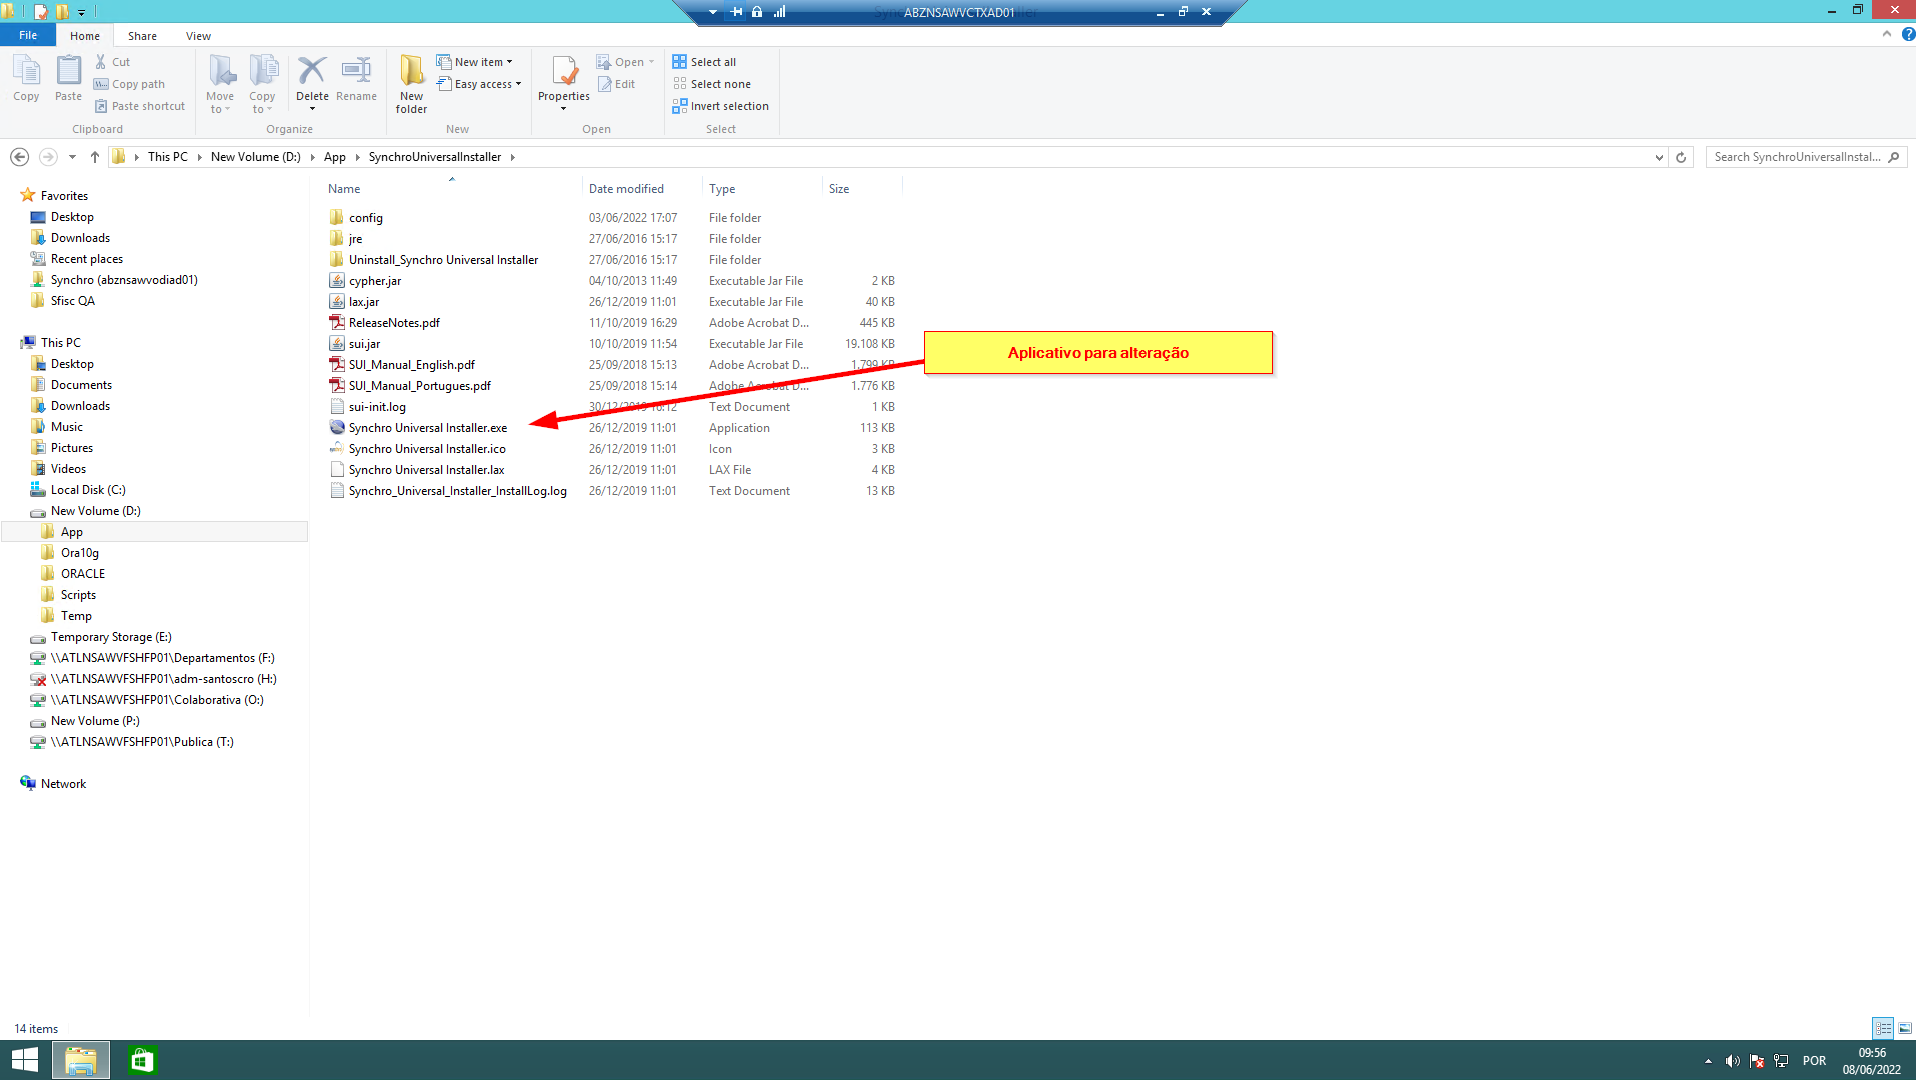 ABZNSAWVCTXAD01
File
Home
Share
View
Copy
Paste
Cut
Copy path
Paste shortcut
Clipboard
Move to
Copy to
Delete
Rename
Organize
New folder
New item
Easy access
New
Properties
Open
Edit
Open
Select all
Select none
Invert selection
Select
This PC
New Volume (D:)
App
SynchroUniversalInstaller
Search SynchroUniversalInstal...
Name Date modified Type Size
config 03/06/2022 17:07 File folder
jre 27/06/2016 15:17 File folder
Uninstall_Synchro Universal Installer 27/06/2016 15:17 File folder
cypher.jar 04/10/2013 11:49 Executable Jar File 2 KB
lax.jar 26/12/2019 11:01 Executable Jar File 40 KB
ReleaseNotes.pdf 11/10/2019 16:29 Adobe Acrobat D... 445 KB
sui.jar 10/10/2019 11:54 Executable Jar File 19.108 KB
SUI_Manual_English.pdf 25/09/2018 15:13 Adobe Acrobat D... 1.799 KB
SUI_Manual_Portugues.pdf 25/09/2018 15:14 Adobe Acrobat D... 1.776 KB
sui-init.log 30/12/2019 16:12 Text Document 1 KB
Synchro Universal Installer.exe 26/12/2019 11:01 Application 113 KB
Synchro Universal Installer.ico 26/12/2019 11:01 Icon 3 KB
Synchro Universal Installer.lax 26/12/2019 11:01 LAX File 4 KB
Synchro_Universal_Installer_InstallLog.log 26/12/2019 11:01 Text Document 13 KB
Aplicativo para alteração
Favorites
Desktop
Downloads
Recent places
Synchro (abznsawvodiad01)
Sfisc QA
This PC
Desktop
Documents
Downloads
Music
Pictures
Videos
Local Disk (C:)
New Volume (D:)
App
Ora10g
ORACLE
Scripts
Temp
Temporary Storage (E:)
\\ATLNSAWVFSHFP01\Departamentos (F:)
\\ATLNSAWVFSHFP01\adm-santoscro (H:)
\\ATLNSAWVFSHFP01\Colaborativa (O:)
New Volume (P:)
\\ATLNSAWVFSHFP01\Publica (T:)
Network
14 items
POR
09:56
08/06/2022